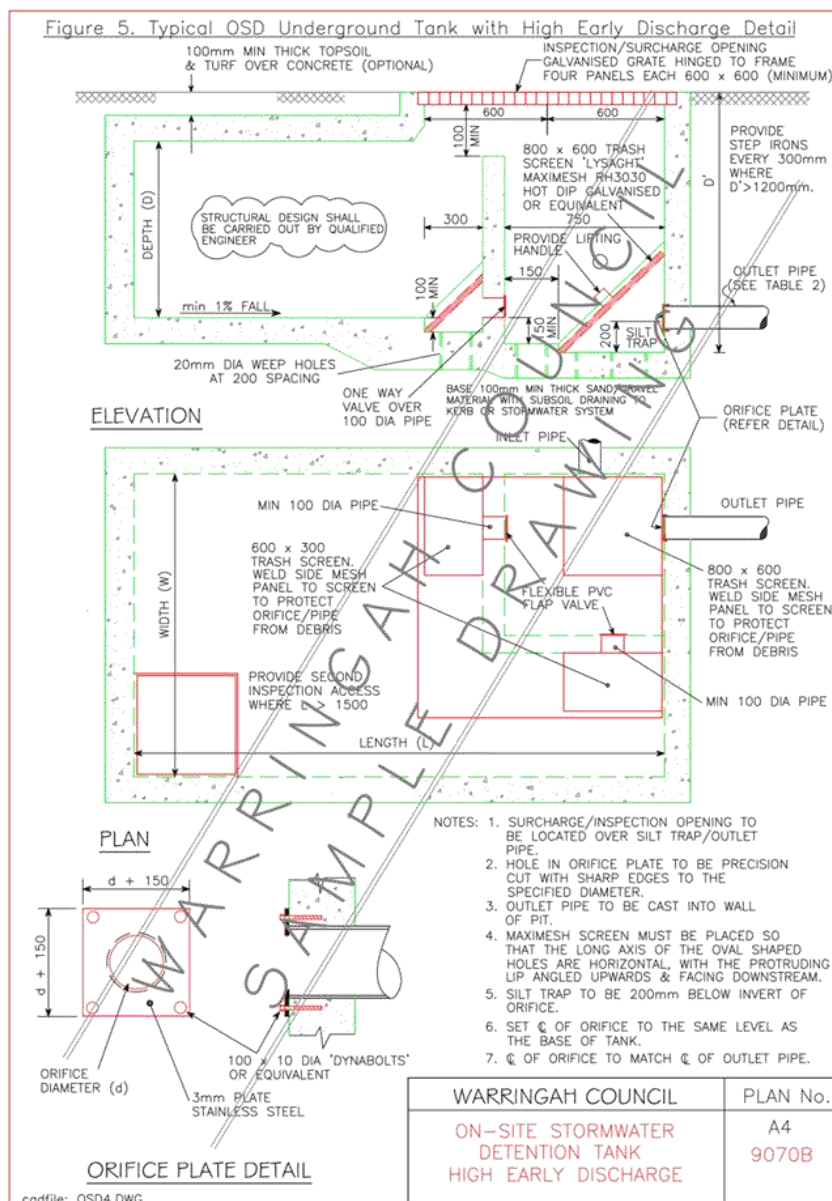 Figure 5. Typical OSD Underground Tank with High Early Discharge Detail
100mm MIN THICK TOPSOIL
& TURF OVER CONCRETE (OPTIONAL)
INSPECTION/SURCHARGE OPENING
GALVANISED GRATE HINGED TO FRAME
FOUR PANELS EACH 600 x 600 (MINIMUM)
600
600
100
MIN
800 x 600 TRASH
SCREEN 'LYSAGHT'
MAXIMESH RH3030
HOT DIP GALVANISED
OR EQUIVALENT
PROVIDE
STEP IRONS
EVERY 300mm
WHERE
D'>1200mm.
D'
DEPTH (D)
STRUCTURAL DESIGN SHALL
BE CARRIED OUT BY QUALIFIED
ENGINEER
300
750
PROVIDE LIFTING
HANDLE
150
100
MIN
min 1% FALL
150
MIN
200
SILT
TRAP
OUTLET PIPE
(SEE TABLE 2)
20mm DIA WEEP HOLES
AT 200 SPACING
ONE WAY
VALVE OVER
100 DIA PIPE
BASE 100mm MIN THICK SAND/GRAVEL
MATERIAL WITH SUBSOIL DRAINING TO
KERB OR STORMWATER SYSTEM
ORIFICE PLATE
(REFER DETAIL)
ELEVATION
INLET PIPE
MIN 100 DIA PIPE
OUTLET PIPE
600 x 300
TRASH SCREEN.
WELD SIDE MESH
PANEL TO SCREEN
TO PROTECT
ORIFICE/PIPE
FROM DEBRIS
FLEXIBLE PVC
FLAP VALVE
800 x 600
TRASH SCREEN.
WELD SIDE MESH
PANEL TO SCREEN
TO PROTECT
ORIFICE/PIPE
FROM DEBRIS
WIDTH (W)
PROVIDE SECOND
INSPECTION ACCESS
WHERE L > 1500
MIN 100 DIA PIPE
LENGTH (L)
PLAN
WARRINGAH COUNCIL
SAMPLE DRAWING
NOTES: 1. SURCHARGE/INSPECTION OPENING TO
BE LOCATED OVER SILT TRAP/OUTLET
PIPE.
2. HOLE IN ORIFICE PLATE TO BE PRECISION
CUT WITH SHARP EDGES TO THE
SPECIFIED DIAMETER.
3. OUTLET PIPE TO BE CAST INTO WALL
OF PIT.
4. MAXIMESH SCREEN MUST BE PLACED SO
THAT THE LONG AXIS OF THE OVAL SHAPED
HOLES ARE HORIZONTAL, WITH THE PROTRUDING
LIP ANGLED UPWARDS & FACING DOWNSTREAM.
5. SILT TRAP TO BE 200mm BELOW INVERT OF
ORIFICE.
6. SET ℄ OF ORIFICE TO THE SAME LEVEL AS
THE BASE OF TANK.
7. ℄ OF ORIFICE TO MATCH ℄ OF OUTLET PIPE.
d + 150
d + 150
ORIFICE
DIAMETER (d)
3mm PLATE
STAINLESS STEEL
100 x 10 DIA 'DYNABOLTS'
OR EQUIVALENT
ORIFICE PLATE DETAIL
WARRINGAH COUNCIL
PLAN No.
ON-SITE STORMWATER
DETENTION TANK
HIGH EARLY DISCHARGE
A4
9070B
cadfile: OSD4.DWG